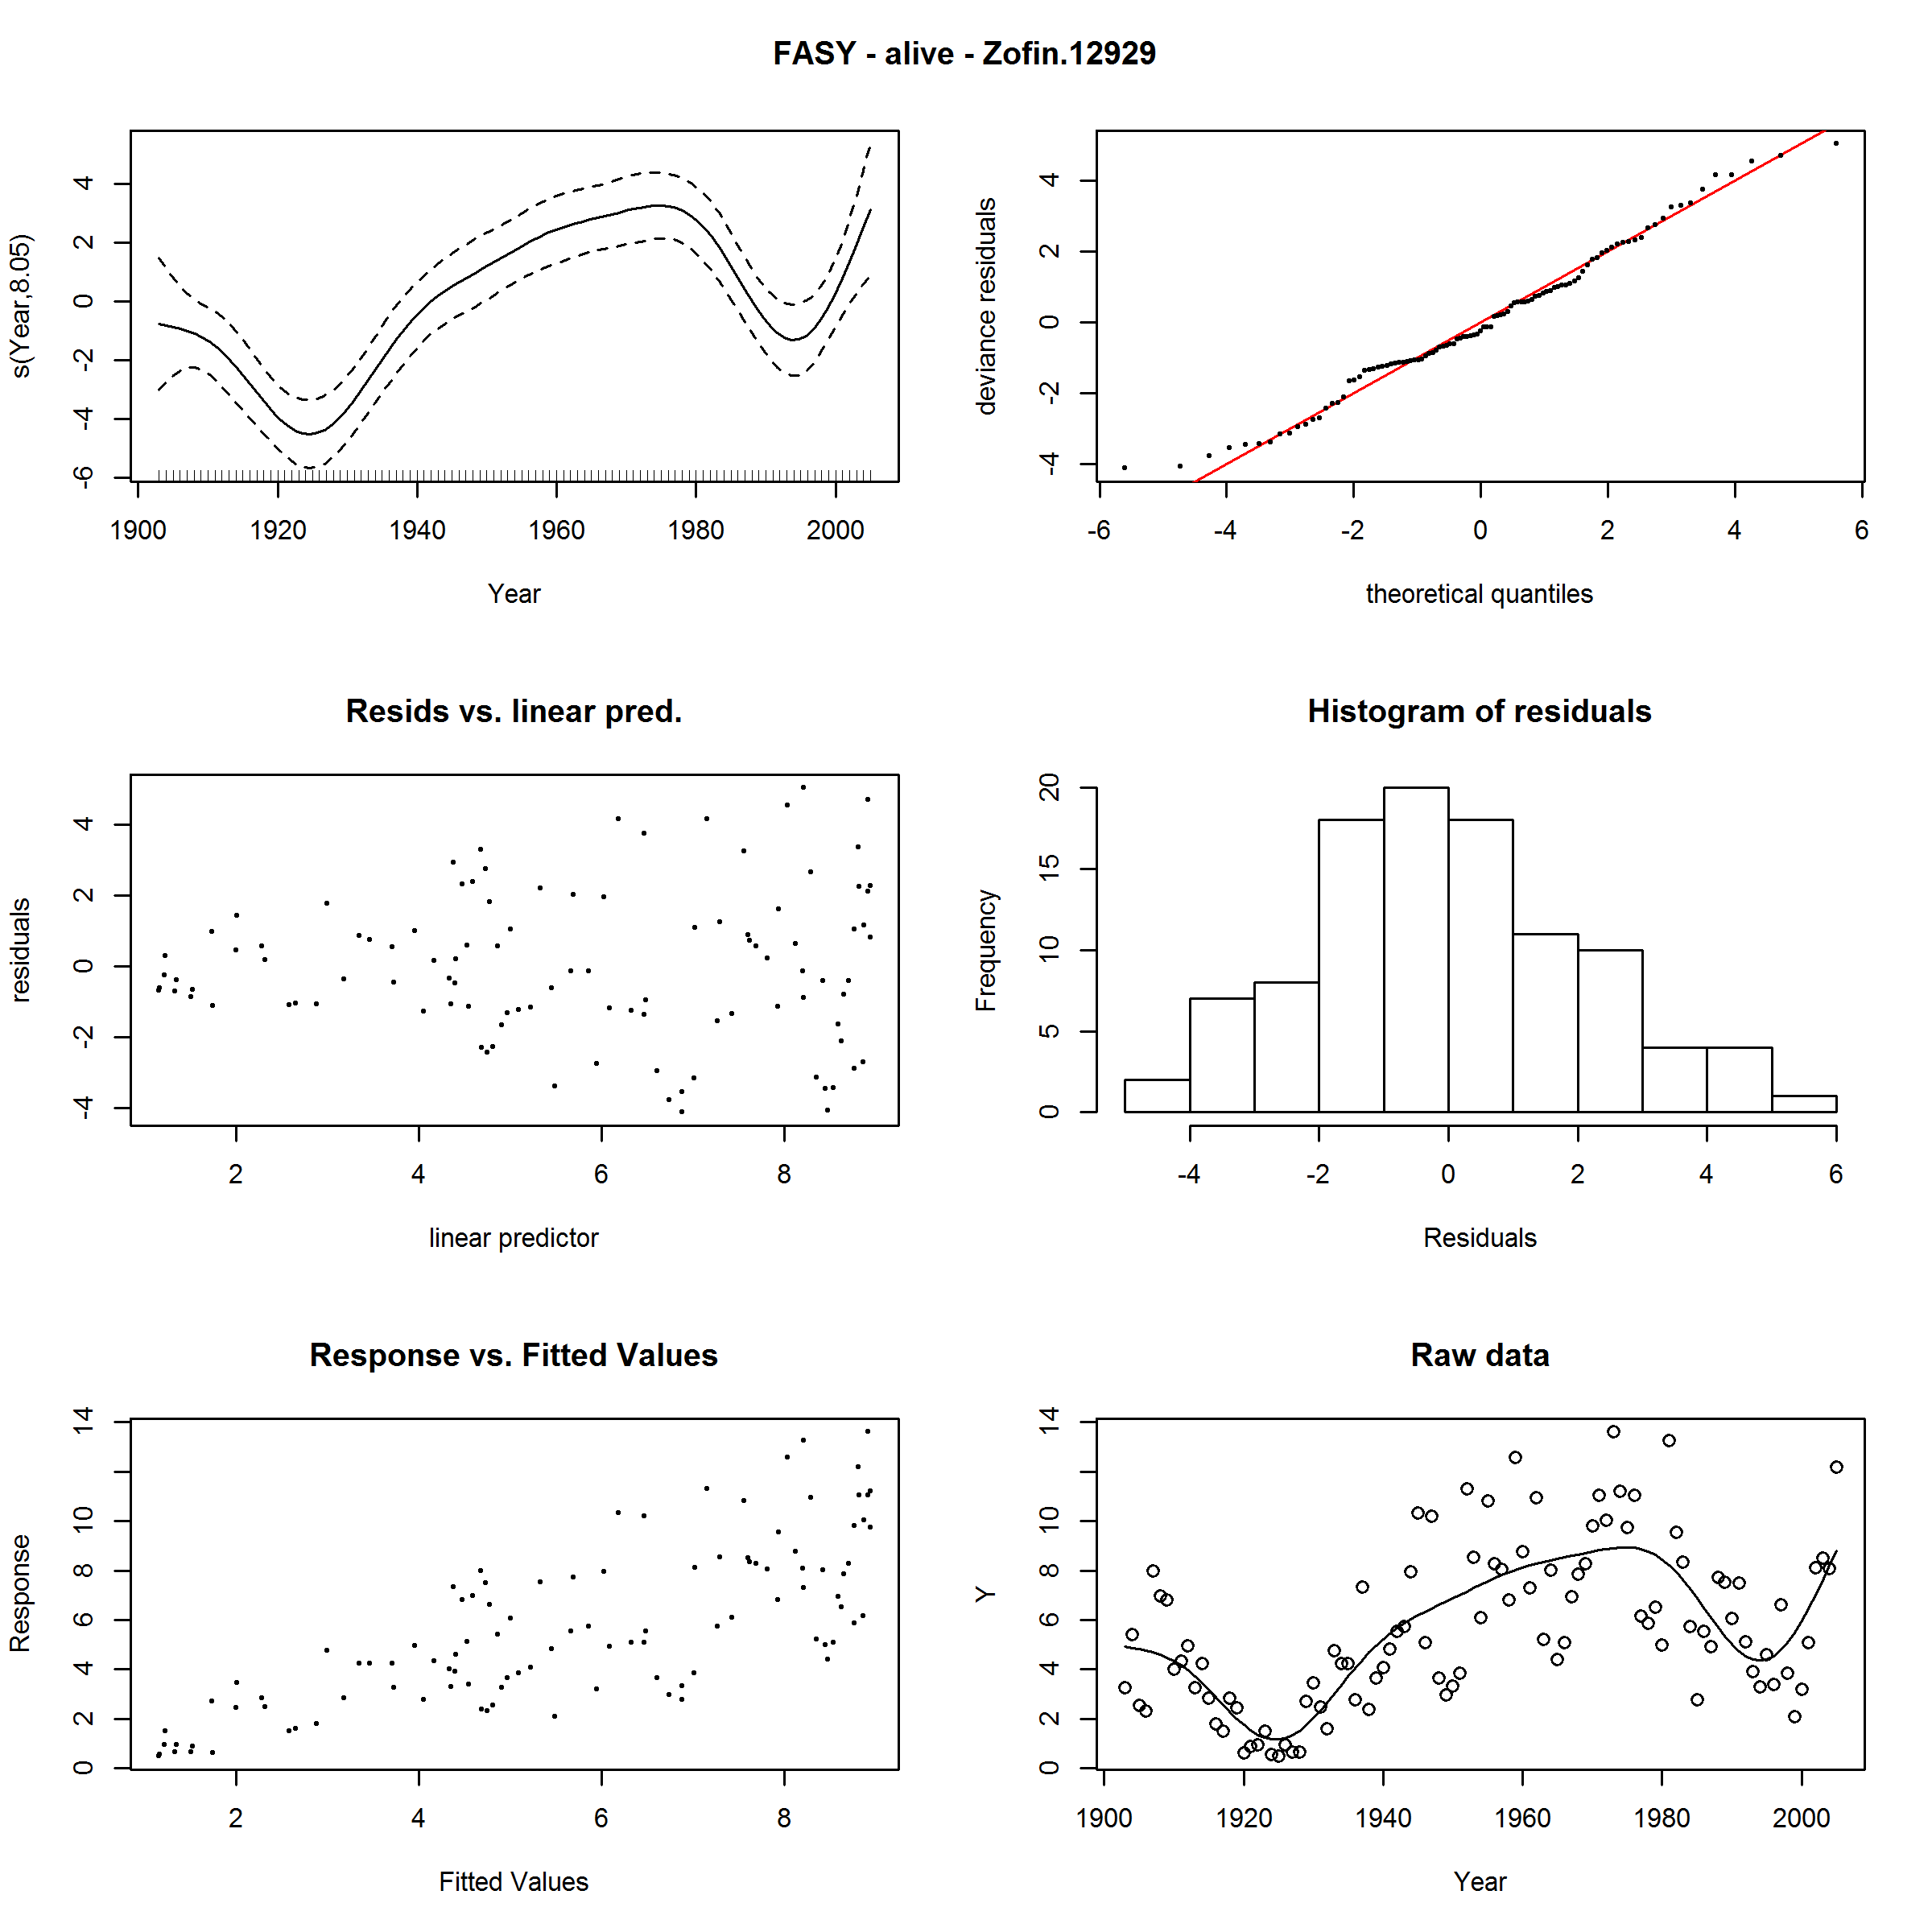 FASY - alive - Zofin.12929
s(Year,8.05)
4
2
0
-2
-4
-6
1900 1920 1940 1960 1980 2000
Year
deviance residuals
4
2
0
-2
-4
-6 -4 -2 0 2 4 6
theoretical quantiles
Resids vs. linear pred.
residuals
4
2
0
-2
-4
2 4 6 8
linear predictor
Histogram of residuals
Frequency
20
15
10
5
0
-4 -2 0 2 4 6
Residuals
Response vs. Fitted Values
Response
14
10
8
6
4
2
0
2 4 6 8
Fitted Values
Raw data
Y
14
10
8
6
4
2
0
1900 1920 1940 1960 1980 2000
Year